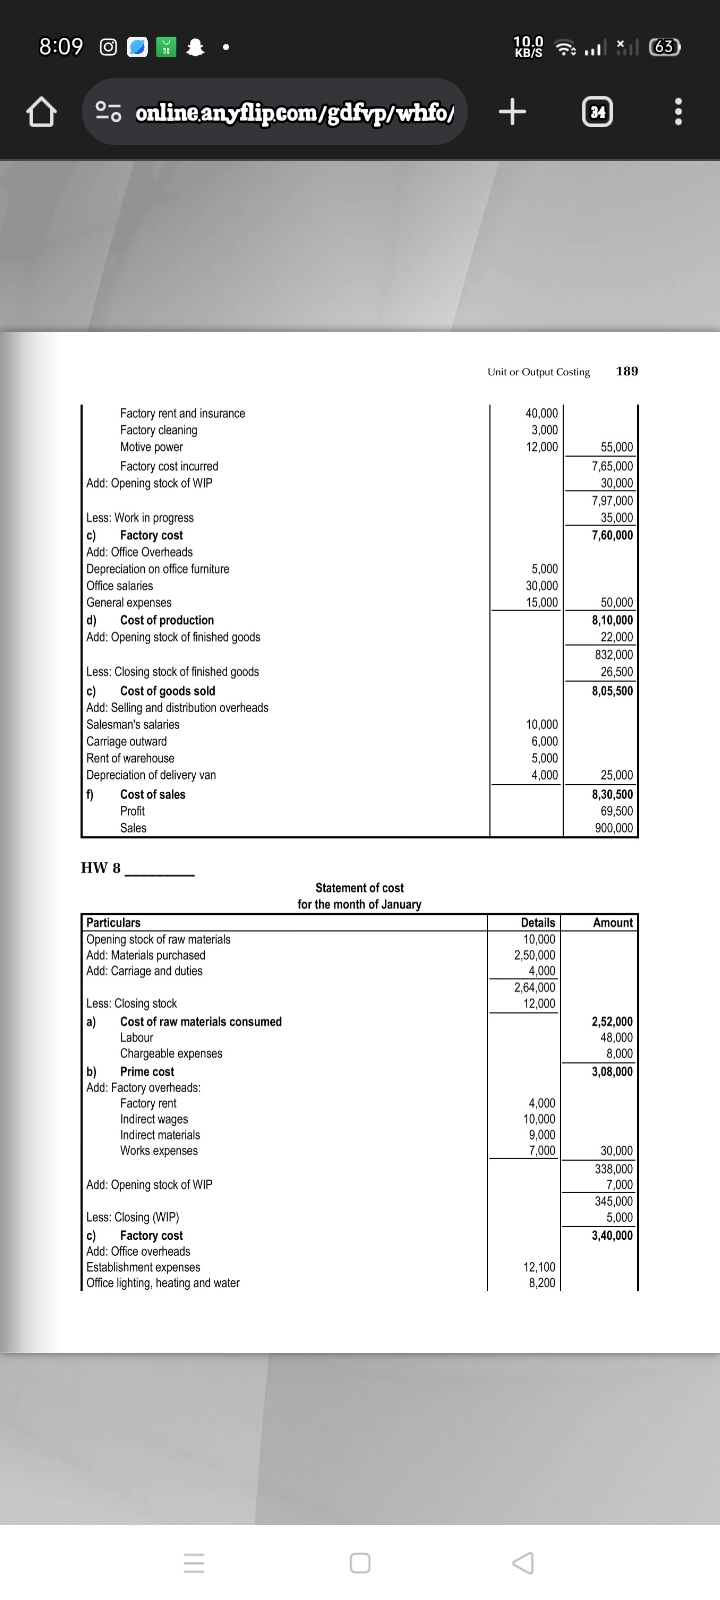 8:09
10.0 KB/S
63
online.anyflip.com/gdfvp/whfo/
34
Unit or Output Costing 189
Factory rent and insurance 40,000
Factory cleaning 3,000
Motive power 12,000 55,000
Factory cost incurred 7,65,000
Add: Opening stock of WIP 30,000
7,97,000
Less: Work in progress 35,000
c) Factory cost 7,60,000
Add: Office Overheads
Depreciation on office furniture 5,000
Office salaries 30,000
General expenses 15,000 50,000
d) Cost of production 8,10,000
Add: Opening stock of finished goods 22,000
832,000
Less: Closing stock of finished goods 26,500
c) Cost of goods sold 8,05,500
Add: Selling and distribution overheads
Salesman's salaries 10,000
Carriage outward 6,000
Rent of warehouse 5,000
Depreciation of delivery van 4,000 25,000
f) Cost of sales 8,30,500
Profit 69,500
Sales 900,000
HW 8
Statement of cost
for the month of January
Particulars Details Amount
Opening stock of raw materials 10,000
Add: Materials purchased 2,50,000
Add: Carriage and duties 4,000
2,64,000
Less: Closing stock 12,000
a) Cost of raw materials consumed 2,52,000
Labour 48,000
Chargeable expenses 8,000
b) Prime cost 3,08,000
Add: Factory overheads:
Factory rent 4,000
Indirect wages 10,000
Indirect materials 9,000
Works expenses 7,000 30,000
338,000
Add: Opening stock of WIP 7,000
345,000
Less: Closing (WIP) 5,000
c) Factory cost 3,40,000
Add: Office overheads
Establishment expenses 12,100
Office lighting, heating and water 8,200